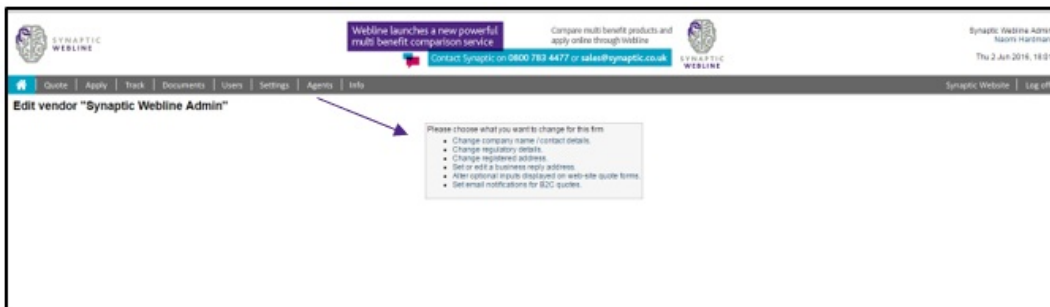 SYNAPTIC
WEBLINE
Webline launches a new powerful
multi benefit comparison service
Compare multi benefit products and
apply online through Webline
Contact Synaptic on 0800 783 4477 or sales@synaptic.co.uk
SYNAPTIC
WEBLINE
Synaptic Webline Admin
Naomi Hardman
Thu 2 Jun 2016, 16:0
Quote | Apply | Track | Documents | Users | Settings | Agents | Info
Synaptic Website | Log off
Edit vendor "Synaptic Webline Admin"
Please choose what you want to change for this firm
• Change company name / contact details.
• Change regulatory details.
• Change registered address.
• Set or edit a business reply address.
• Alter optional inputs displayed on web-site quote forms.
• Set email notifications for B2C quotes.